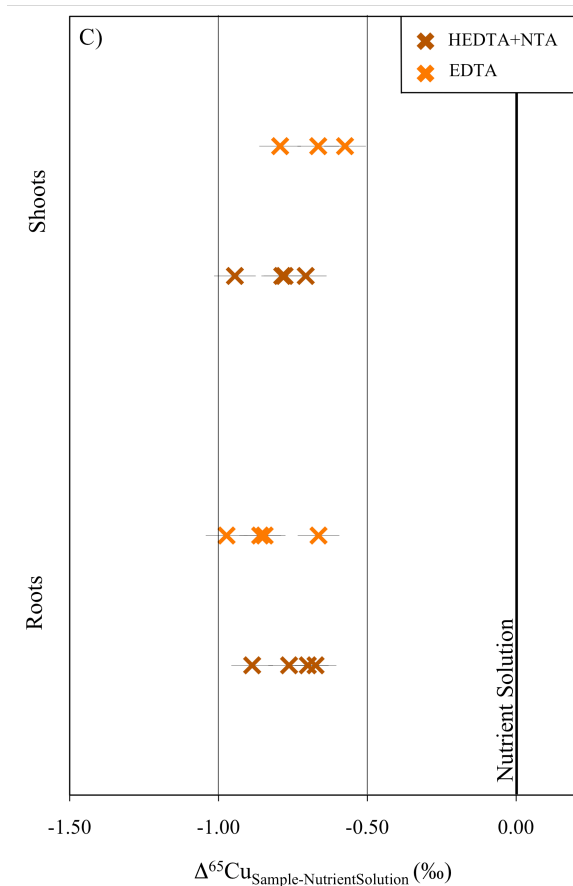 C)
HEDTA+NTA
EDTA
Shoots
Roots
Nutrient Solution
-1.50 -1.00 -0.50 0.00
Δ65CuSample-NutrientSolution (‰)